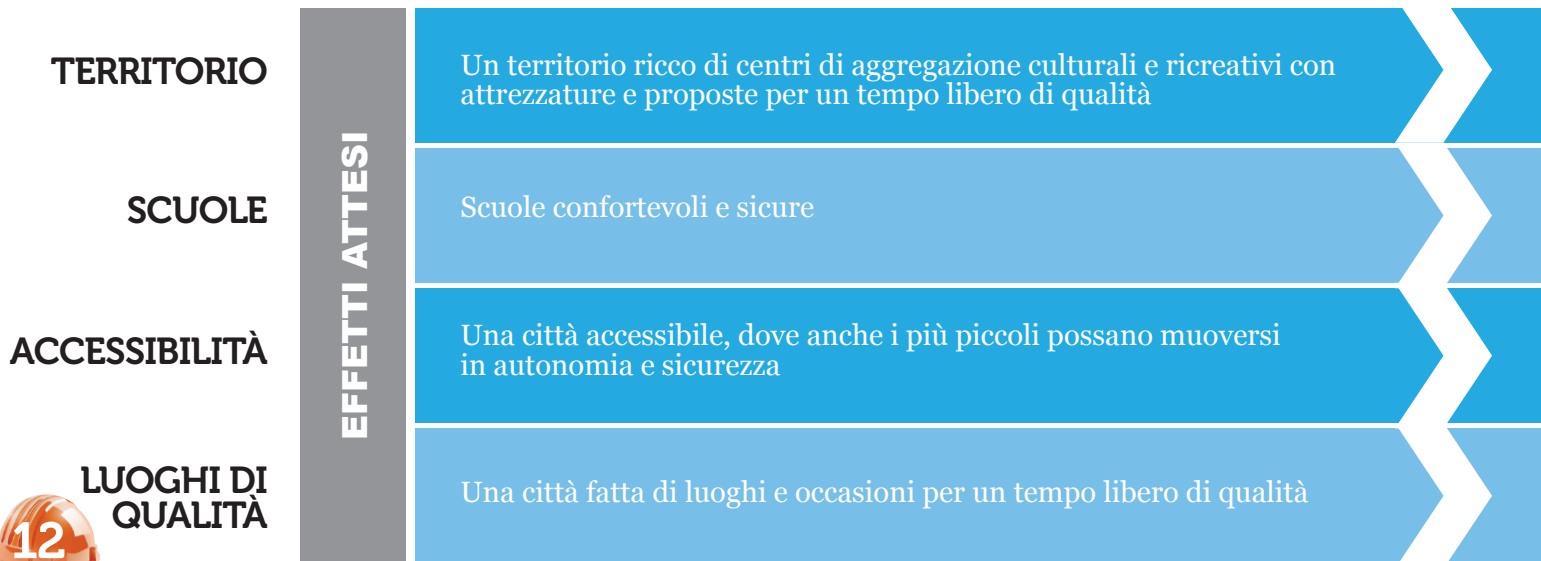 TERRITORIO
EFFETTI ATTESI
Un territorio ricco di centri di aggregazione culturali e ricreativi con
attrezzature e proposte per un tempo libero di qualità
SCUOLE
Scuole confortevoli e sicure
ACCESSIBILITÀ
Una città accessibile, dove anche i più piccoli possano muoversi
in autonomia e sicurezza
LUOGHI DI
QUALITÀ
Una città fatta di luoghi e occasioni per un tempo libero di qualità
12